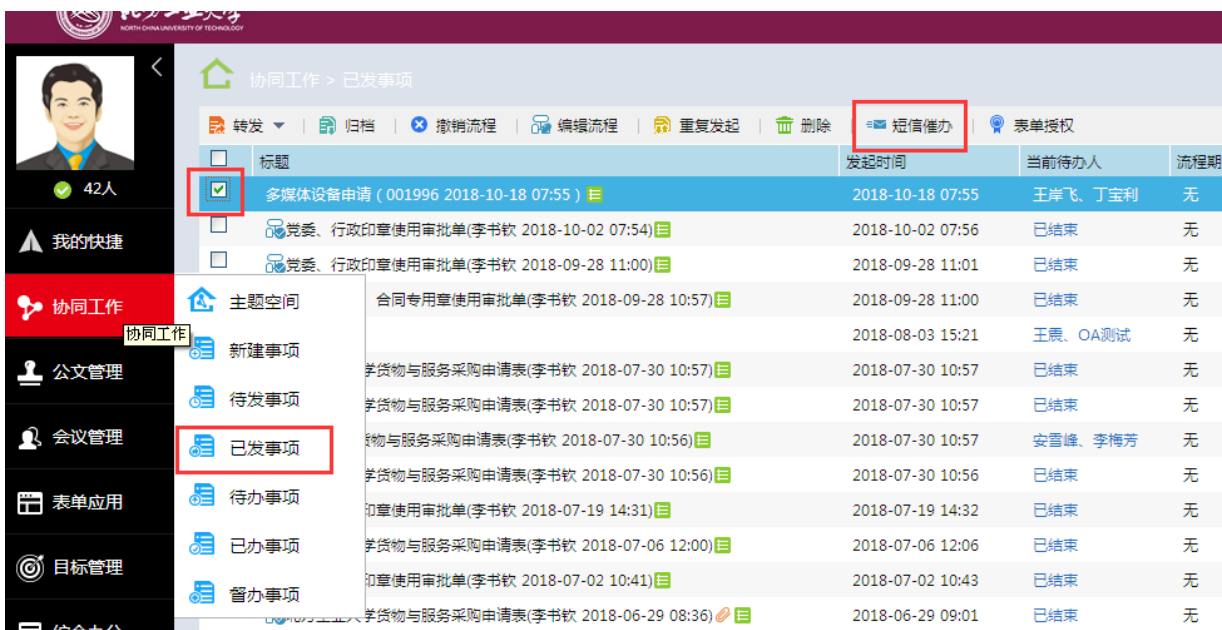 NORTH CHINA UNIVERSITY OF TECHNOLOGY
协同工作 > 已发事项
转发 归档 撤销流程 编辑流程 重复发起 删除 短信催办 表单授权
标题 发起时间 当前待办人 流程期
42人
多媒体设备申请 ( 001996 2018-10-18 07:55 ) 2018-10-18 07:55 王岸飞、丁宝利 无
党委、行政印章使用审批单(李书钦 2018-10-02 07:54) 2018-10-02 07:56 已结束 无
我的快捷
党委、行政印章使用审批单(李书钦 2018-09-28 11:00) 2018-09-28 11:01 已结束 无
协同工作
主题空间
合同专用章使用审批单(李书钦 2018-09-28 10:57) 2018-09-28 11:00 已结束 无
协同工作
2018-08-03 15:21 王震、OA测试 无
新建事项
公文管理
学货物与服务采购申请表(李书钦 2018-07-30 10:57) 2018-07-30 10:57 已结束 无
待发事项
学货物与服务采购申请表(李书钦 2018-07-30 10:57) 2018-07-30 10:57 已结束 无
会议管理
已发事项
货物与服务采购申请表(李书钦 2018-07-30 10:56) 2018-07-30 10:57 安雪峰、李梅芳 无
学货物与服务采购申请表(李书钦 2018-07-30 10:56) 2018-07-30 10:56 已结束 无
表单应用
待办事项
印章使用审批单(李书钦 2018-07-19 14:31) 2018-07-19 14:32 已结束 无
已办事项
学货物与服务采购申请表(李书钦 2018-07-06 12:00) 2018-07-06 12:06 已结束 无
目标管理
印章使用审批单(李书钦 2018-07-02 10:41) 2018-07-02 10:43 已结束 无
督办事项
学货物与服务采购申请表(李书钦 2018-06-29 08:36) 2018-06-29 09:01 已结束 无